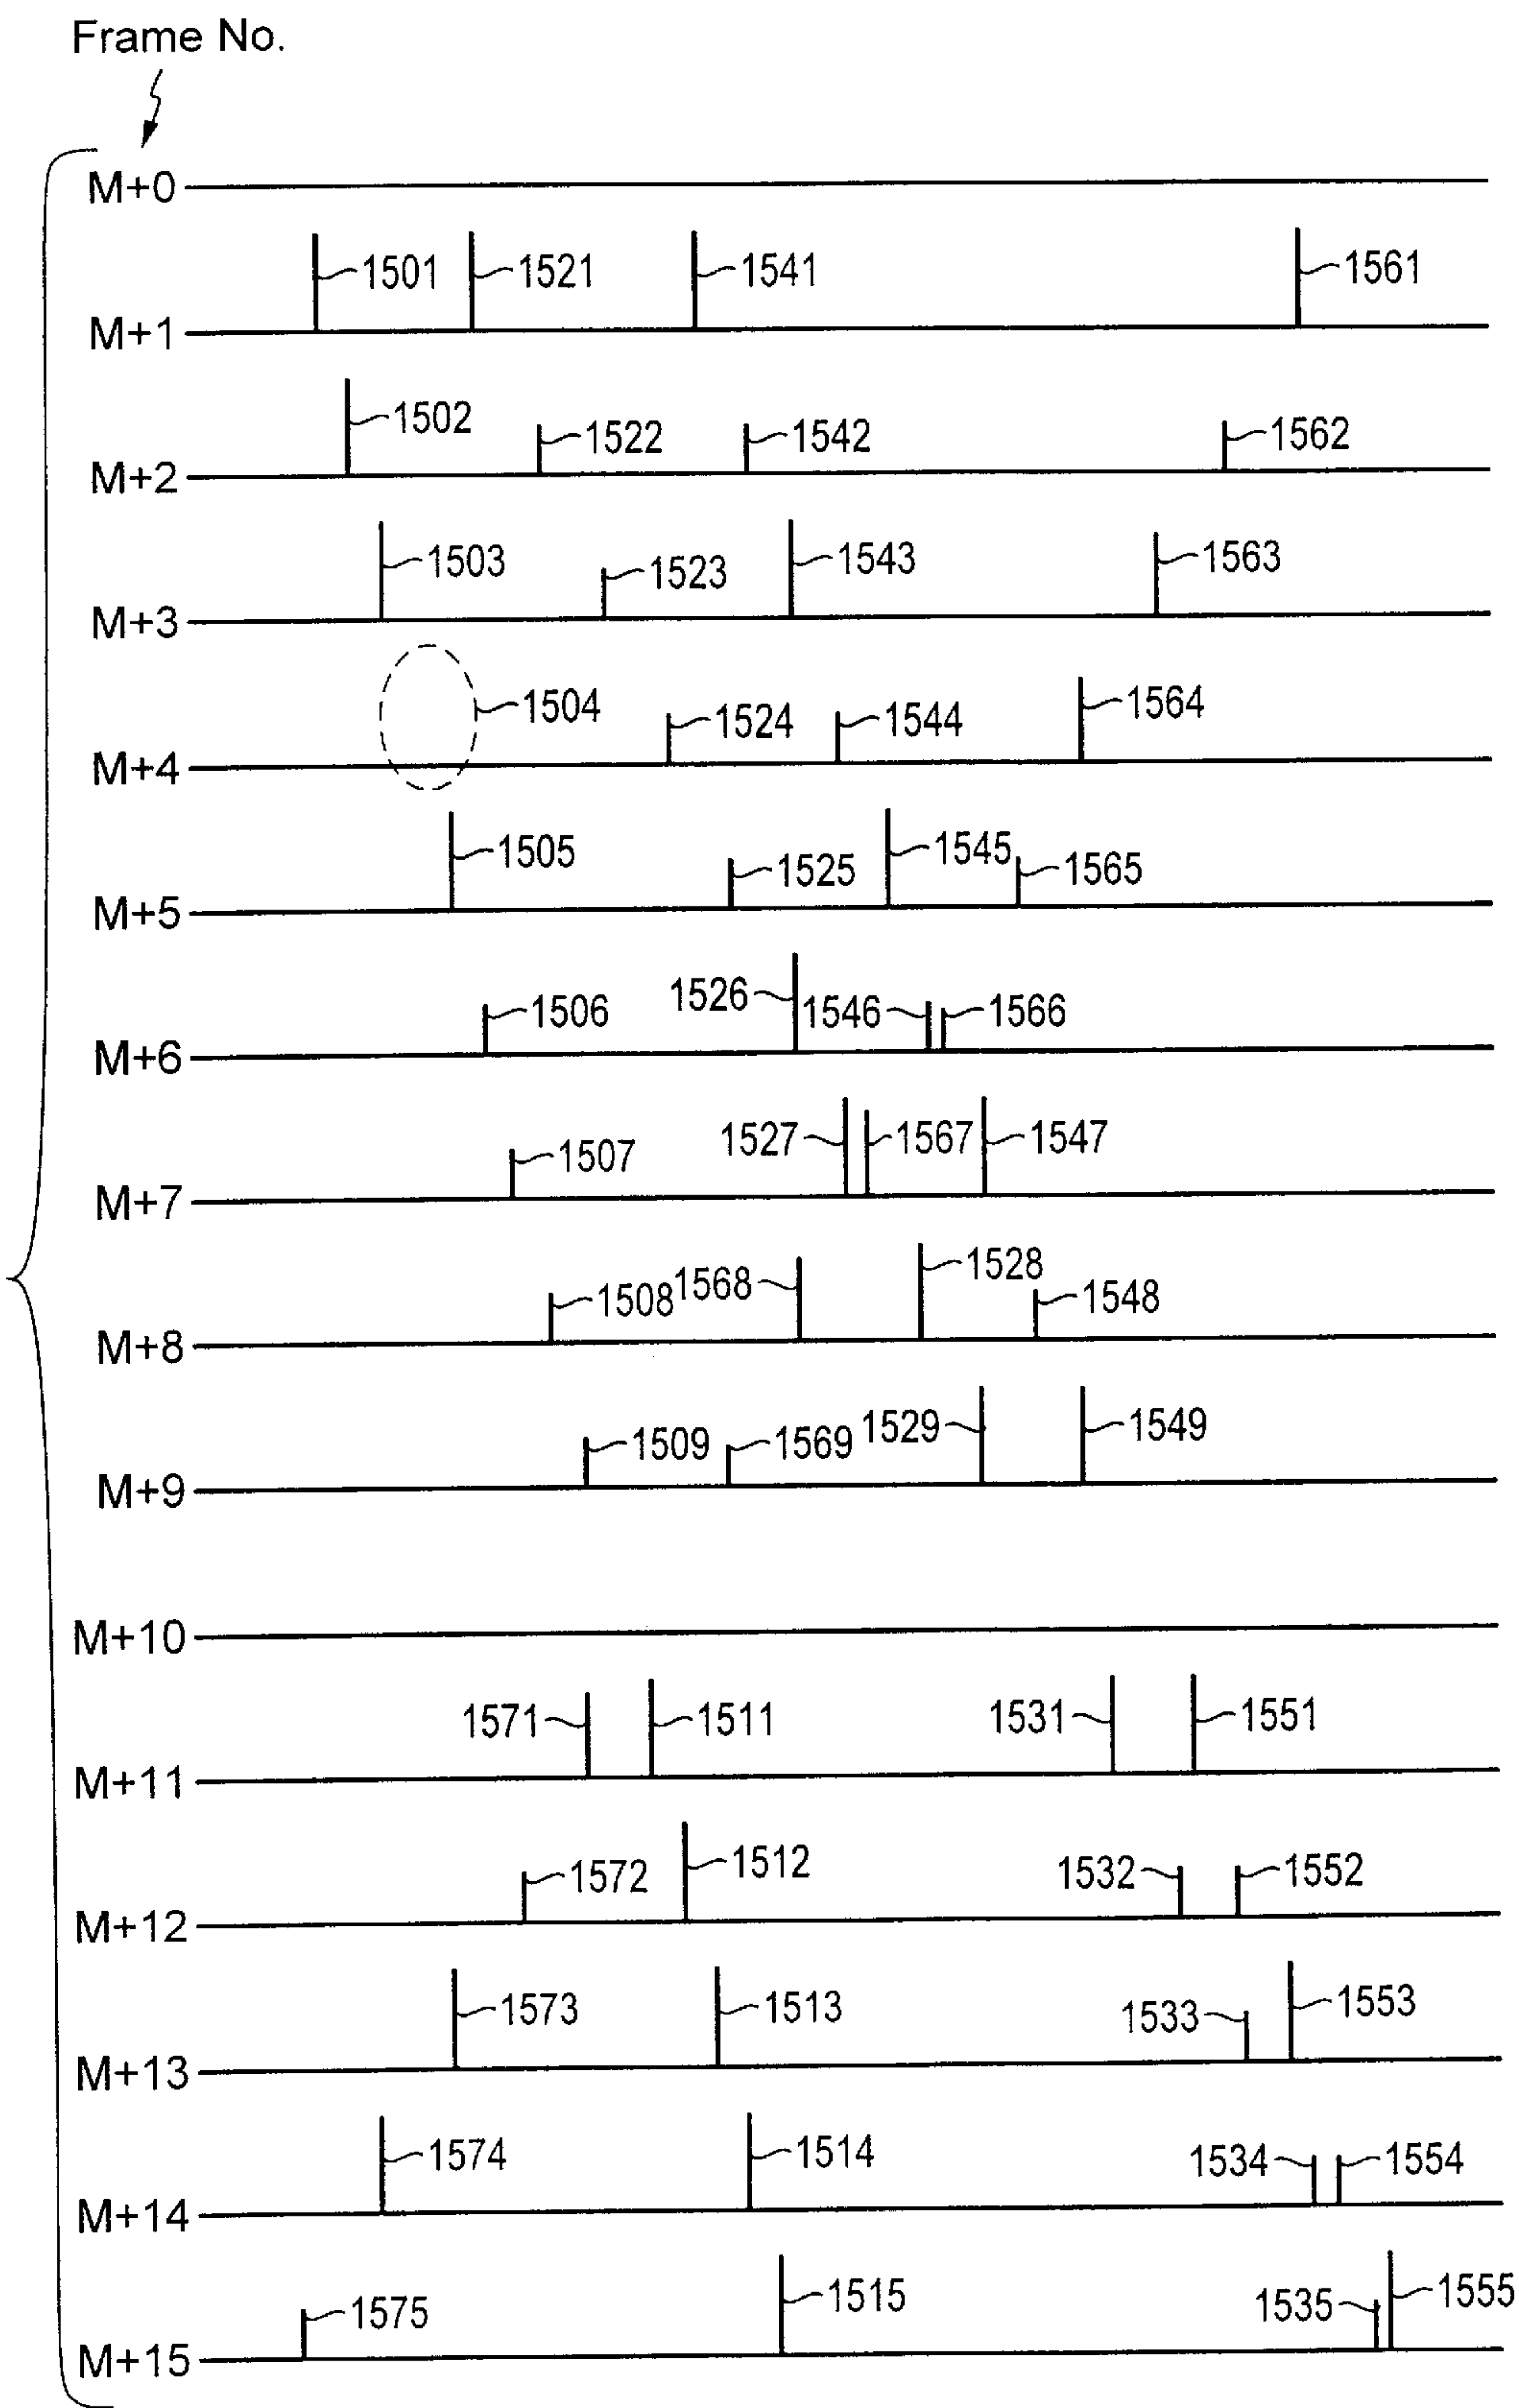 Frame No.
M+0
1501 1521 1541 1561
M+1
1502 1522 1542 1562
M+2
1503 1523 1543 1563
M+3
1504 1524 1544 1564
M+4
1505 1525 1545 1565
M+5
1506 1526 1546 1566
M+6
1507 1527 1567 1547
M+7
1508 1568 1528 1548
M+8
1509 1569 1529 1549
M+9
M+10
1571 1511 1531 1551
M+11
1572 1512 1532 1552
M+12
1573 1513 1533 1553
M+13
1574 1514 1534 1554
M+14
1575 1515 1535 1555
M+15